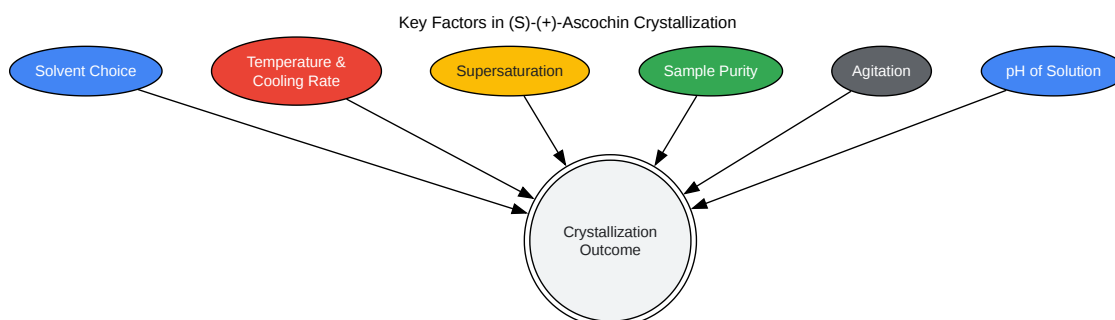 Key Factors in (S)-(+)-Ascochin Crystallization
Solvent Choice
Temperature &
Cooling Rate
Supersaturation
Sample Purity
Agitation
pH of Solution
Crystallization
Outcome